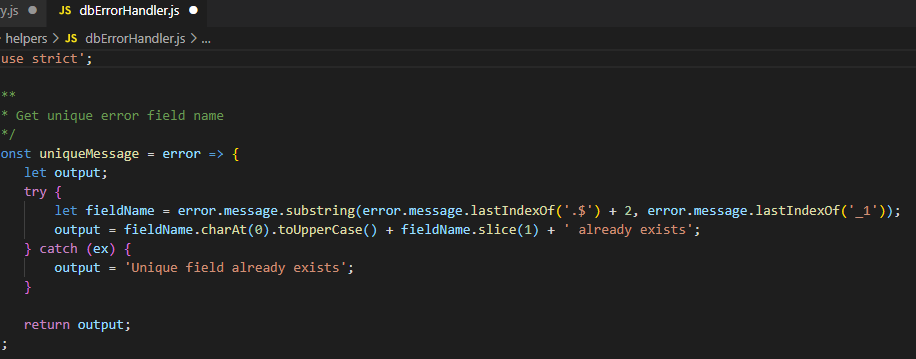 ry.js ● JS dbErrorHandler.js ●
helpers > JS dbErrorHandler.js > ...
use strict';
**
* Get unique error field name
*/
onst uniqueMessage = error => {
let output;
try {
let fieldName = error.message.substring(error.message.lastIndexOf('.$') + 2, error.message.lastIndexOf('_1'));
output = fieldName.charAt(0).toUpperCase() + fieldName.slice(1) + ' already exists';
} catch (ex) {
output = 'Unique field already exists';
}
return output;
;